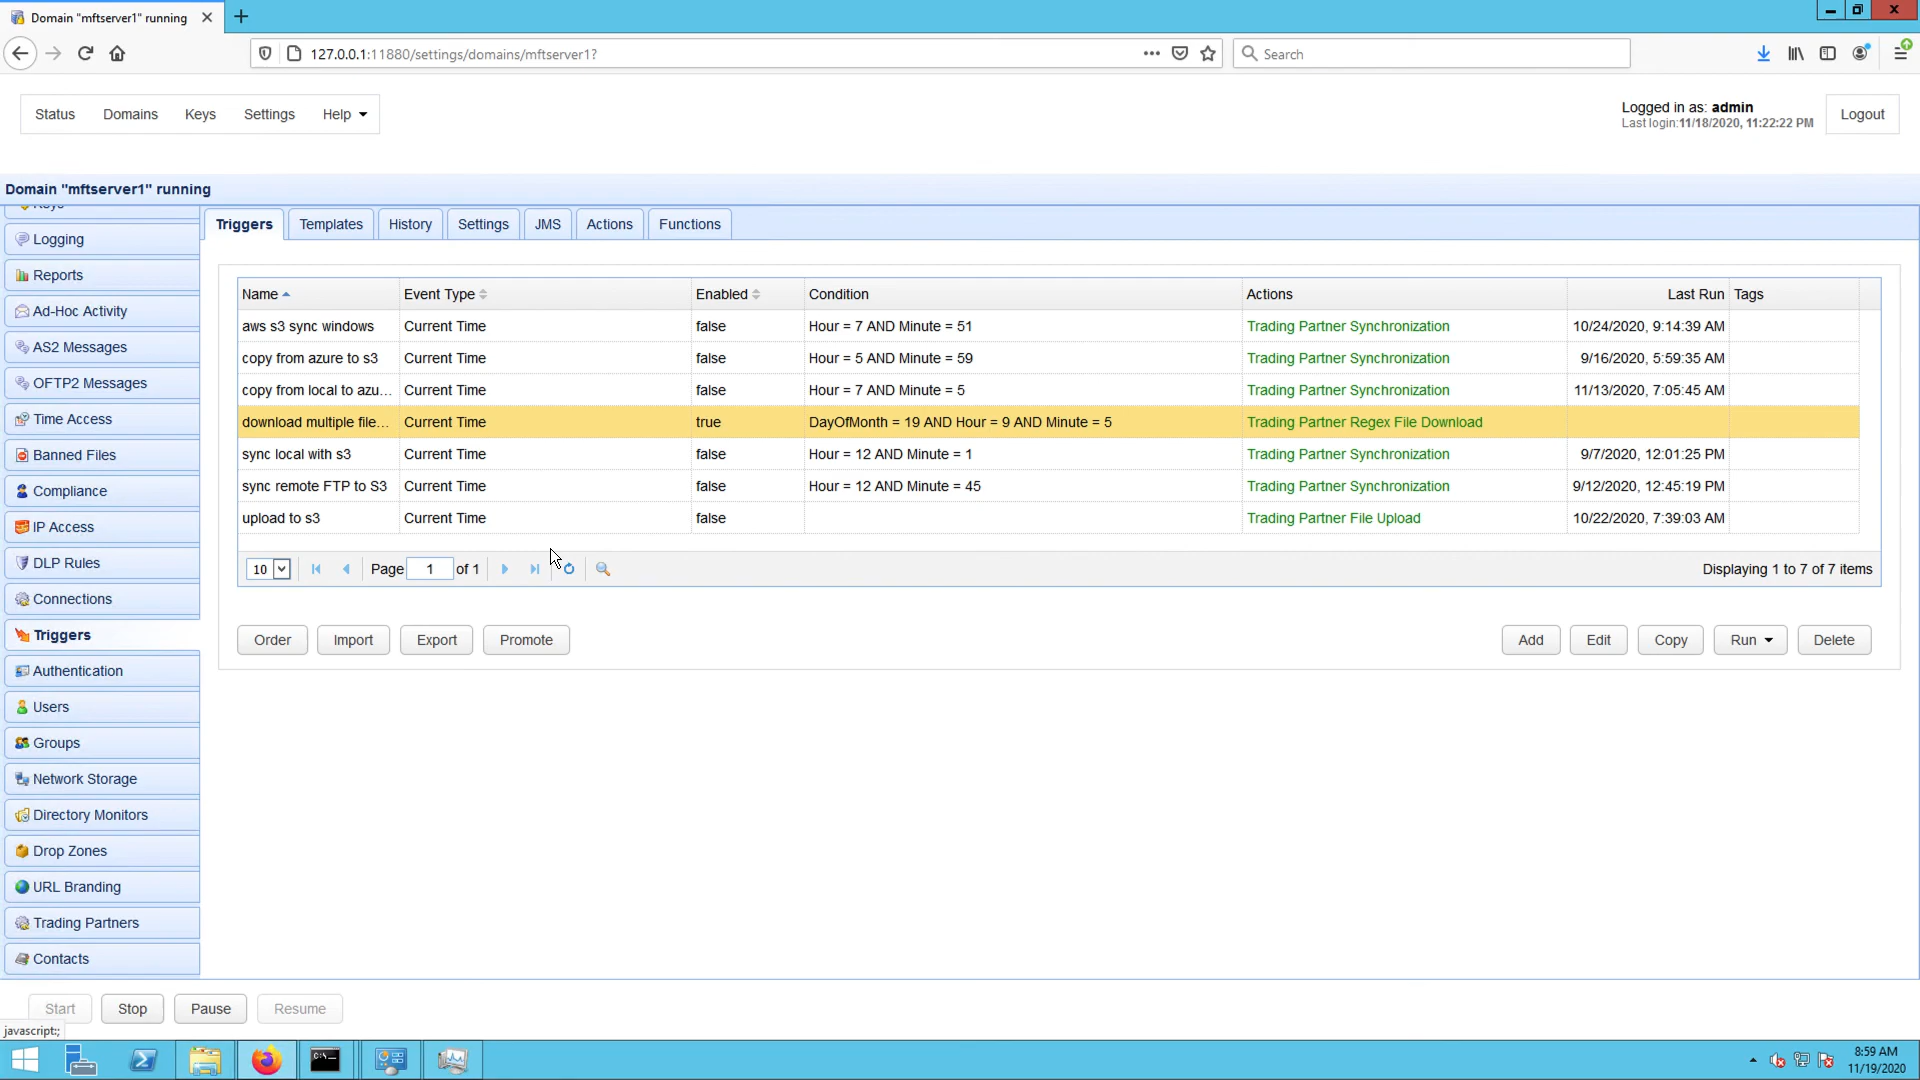 Domain "mftserver1" running
127.0.0.1:11880/settings/domains/mftserver1?
Search
Status
Domains
Keys
Settings
Help
Logged in as: admin
Last login:11/18/2020, 11:22:22 PM
Logout
Domain "mftserver1" running
Keys
Logging
Reports
Ad-Hoc Activity
AS2 Messages
OFTP2 Messages
Time Access
Banned Files
Compliance
IP Access
DLP Rules
Connections
Triggers
Authentication
Users
Groups
Network Storage
Directory Monitors
Drop Zones
URL Branding
Trading Partners
Contacts
Triggers Templates History Settings JMS Actions Functions
Name Event Type Enabled Condition Actions Last Run Tags
aws s3 sync windows Current Time false Hour = 7 AND Minute = 51 Trading Partner Synchronization 10/24/2020, 9:14:39 AM
copy from azure to s3 Current Time false Hour = 5 AND Minute = 59 Trading Partner Synchronization 9/16/2020, 5:59:35 AM
copy from local to azu... Current Time false Hour = 7 AND Minute = 5 Trading Partner Synchronization 11/13/2020, 7:05:45 AM
download multiple file... Current Time true DayOfMonth = 19 AND Hour = 9 AND Minute = 5 Trading Partner Regex File Download
sync local with s3 Current Time false Hour = 12 AND Minute = 1 Trading Partner Synchronization 9/7/2020, 12:01:25 PM
sync remote FTP to S3 Current Time false Hour = 12 AND Minute = 45 Trading Partner Synchronization 9/12/2020, 12:45:19 PM
upload to s3 Current Time false Trading Partner File Upload 10/22/2020, 7:39:03 AM
10 Page 1 of 1 Displaying 1 to 7 of 7 items
Order Import Export Promote Add Edit Copy Run Delete
Start Stop Pause Resume
javascript:;
8:59 AM
11/19/2020